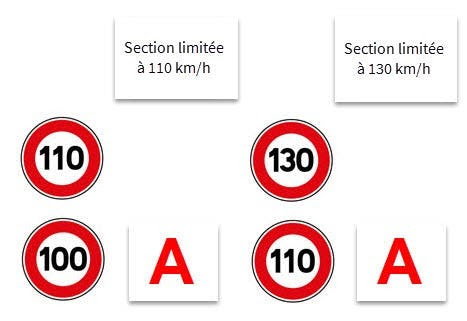 Section limitée
à 110 km/h
Section limitée
à 130 km/h
110
130
100
A
110
A